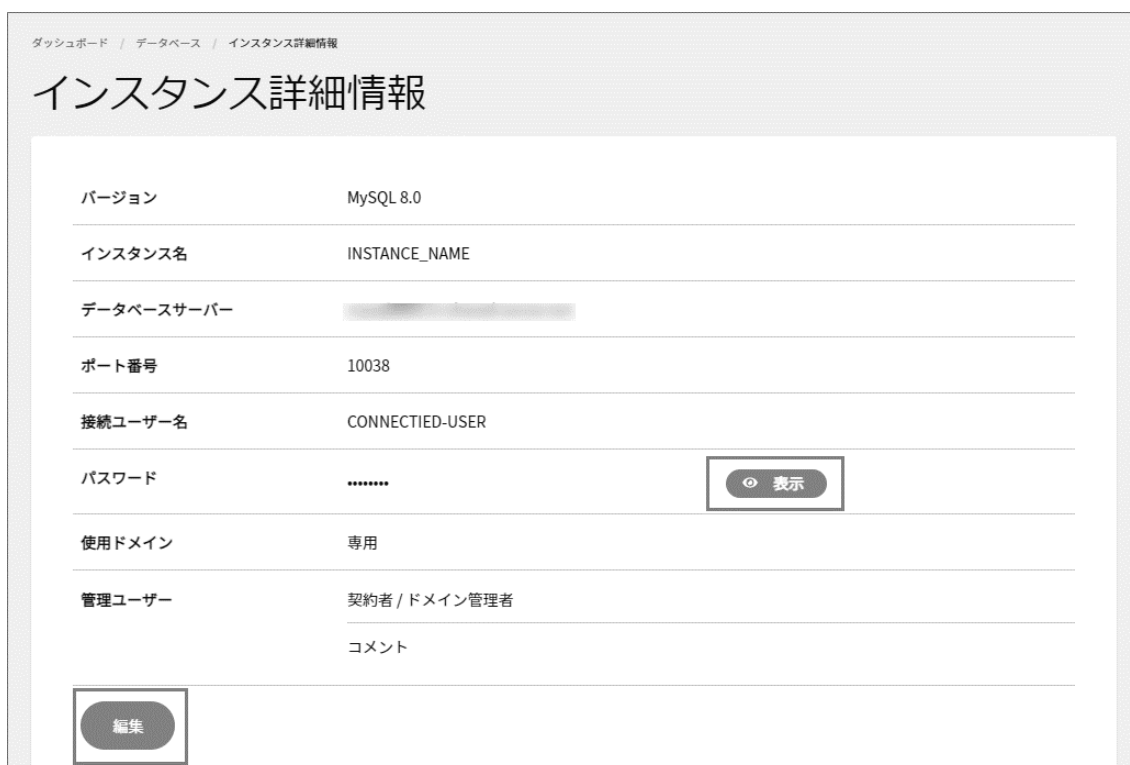 ダッシュボード / データベース / インスタンス詳細情報
インスタンス詳細情報
バージョン MySQL 8.0
インスタンス名 INSTANCE_NAME
データベースサーバー
ポート番号 10038
接続ユーザー名 CONNECTIED-USER
パスワード •••••••• 表示
使用ドメイン 専用
管理ユーザー 契約者 / ドメイン管理者
コメント
編集